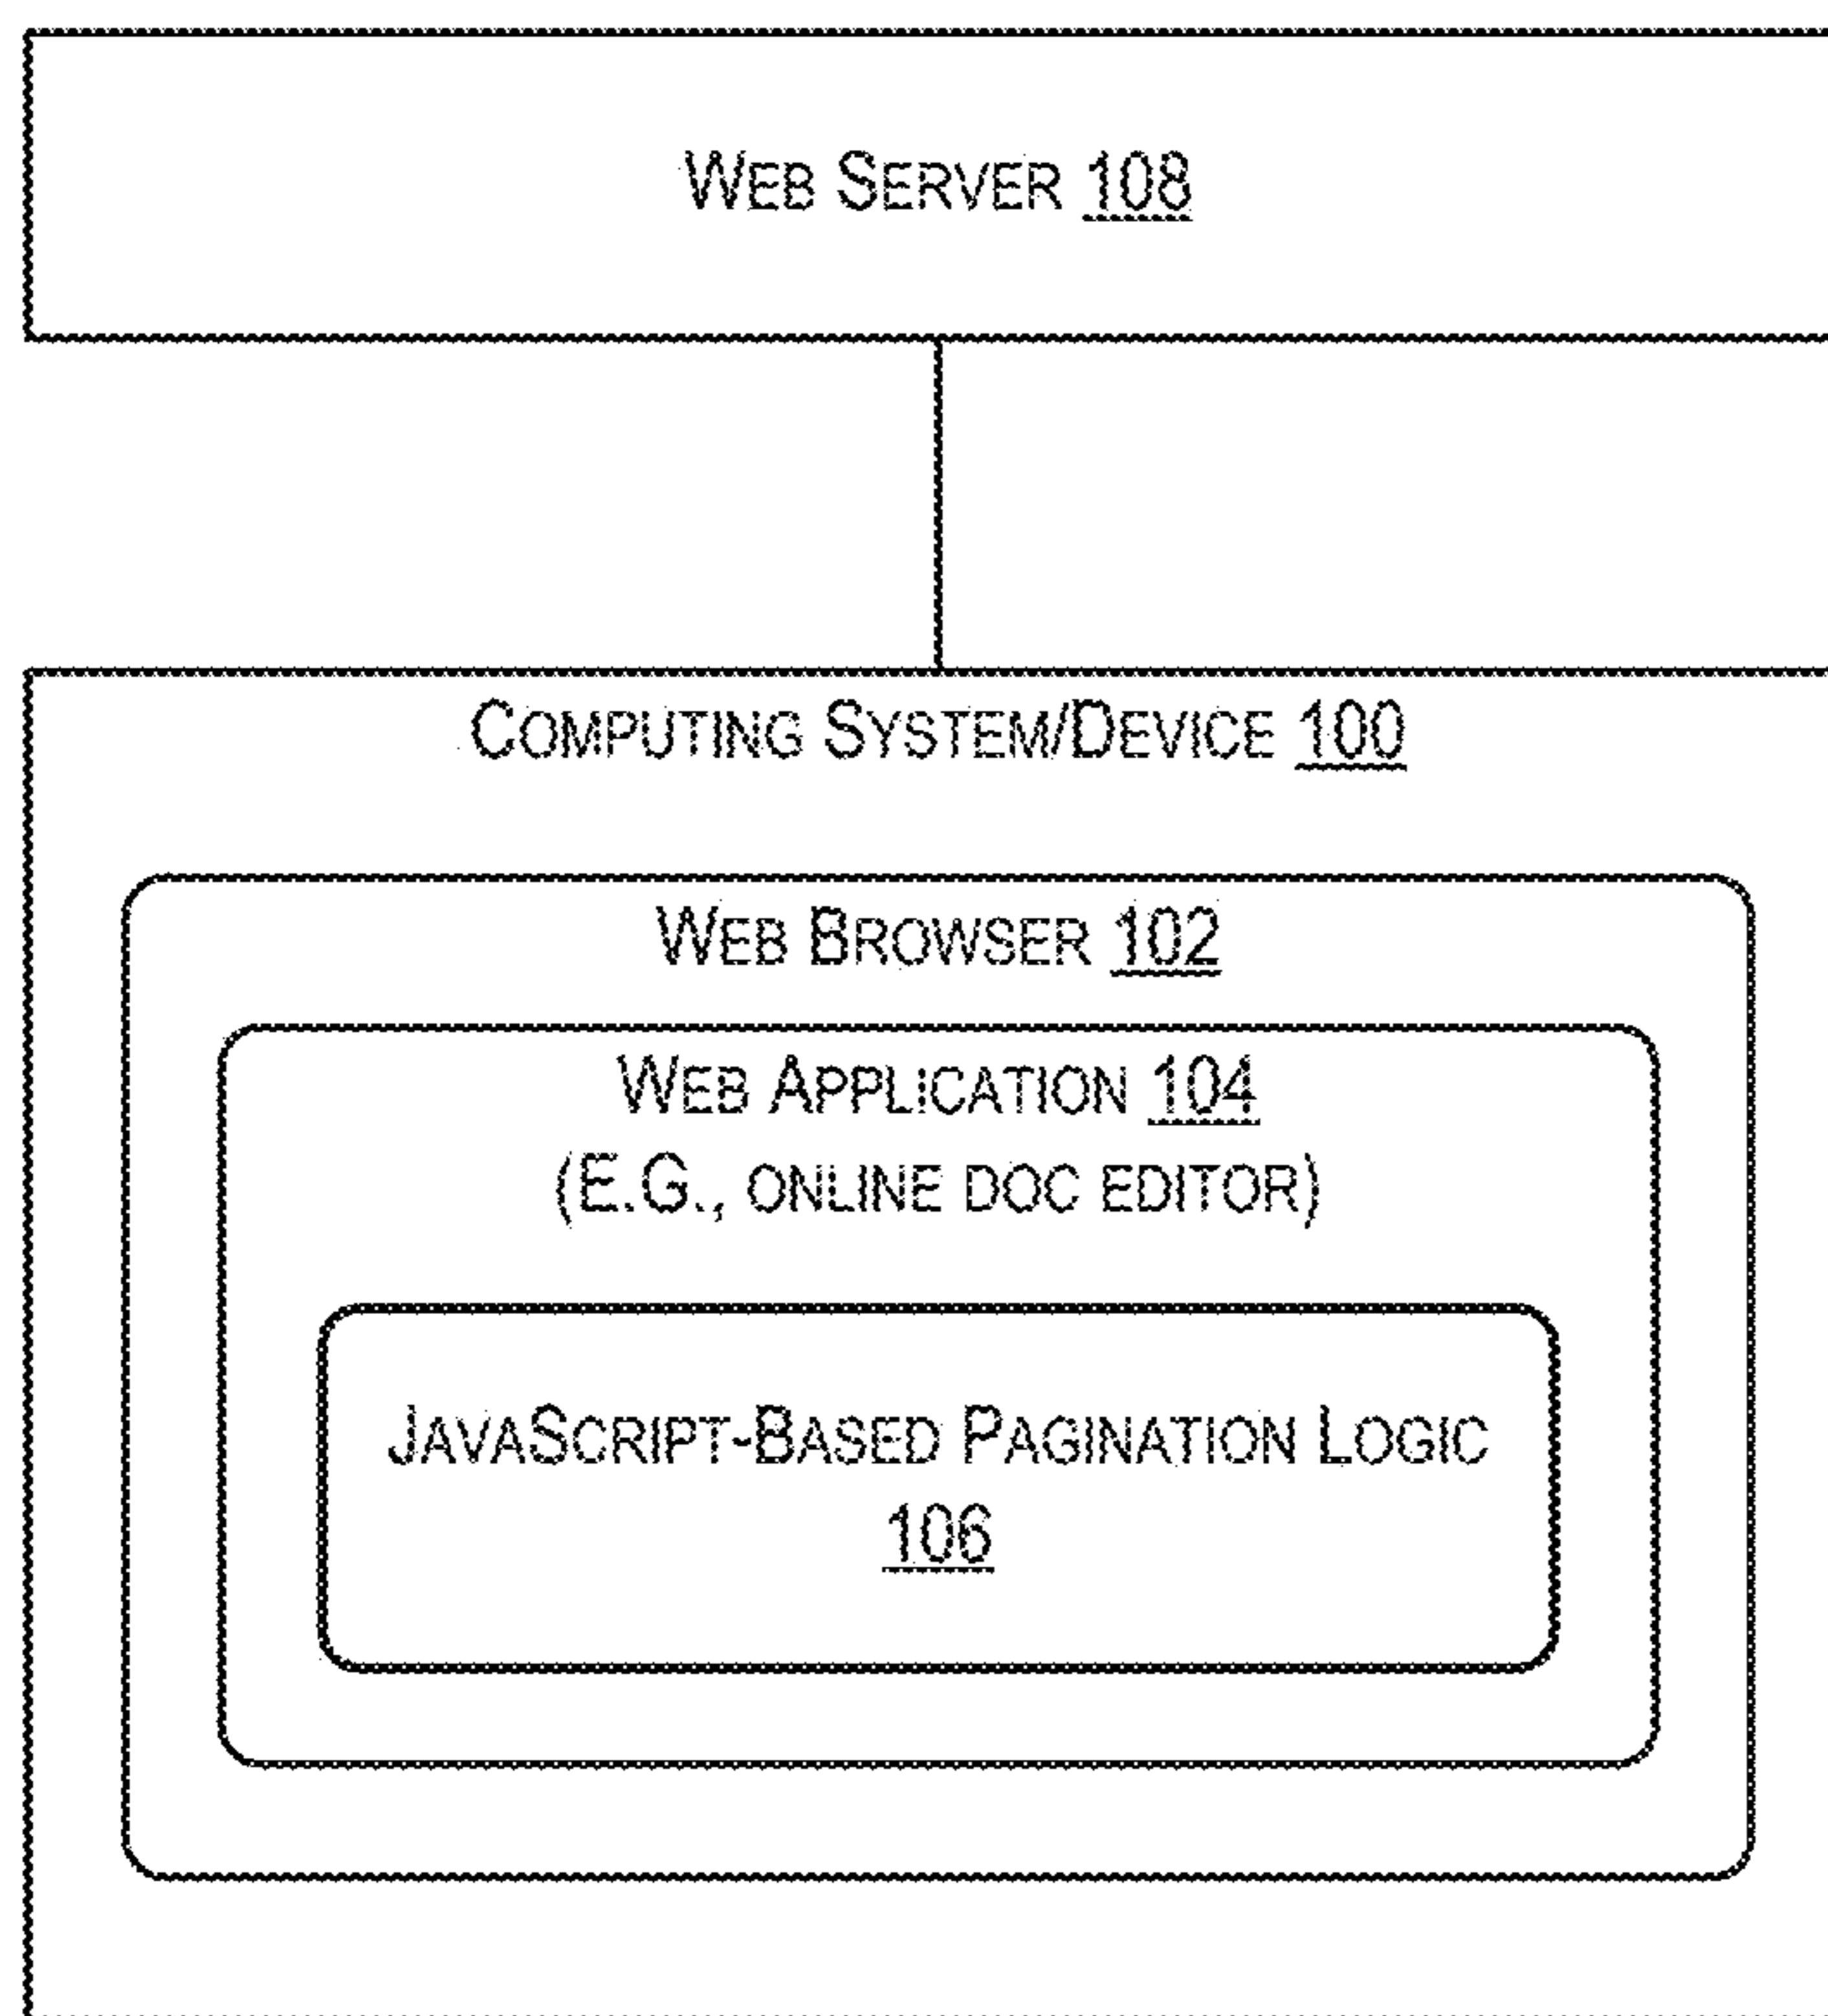 WEB SERVER 108
COMPUTING SYSTEM/DEVICE 100
WEB BROWSER 102
WEB APPLICATION 104
(E.G., ONLINE DOC EDITOR)
JAVASCRIPT-BASED PAGINATION LOGIC
106